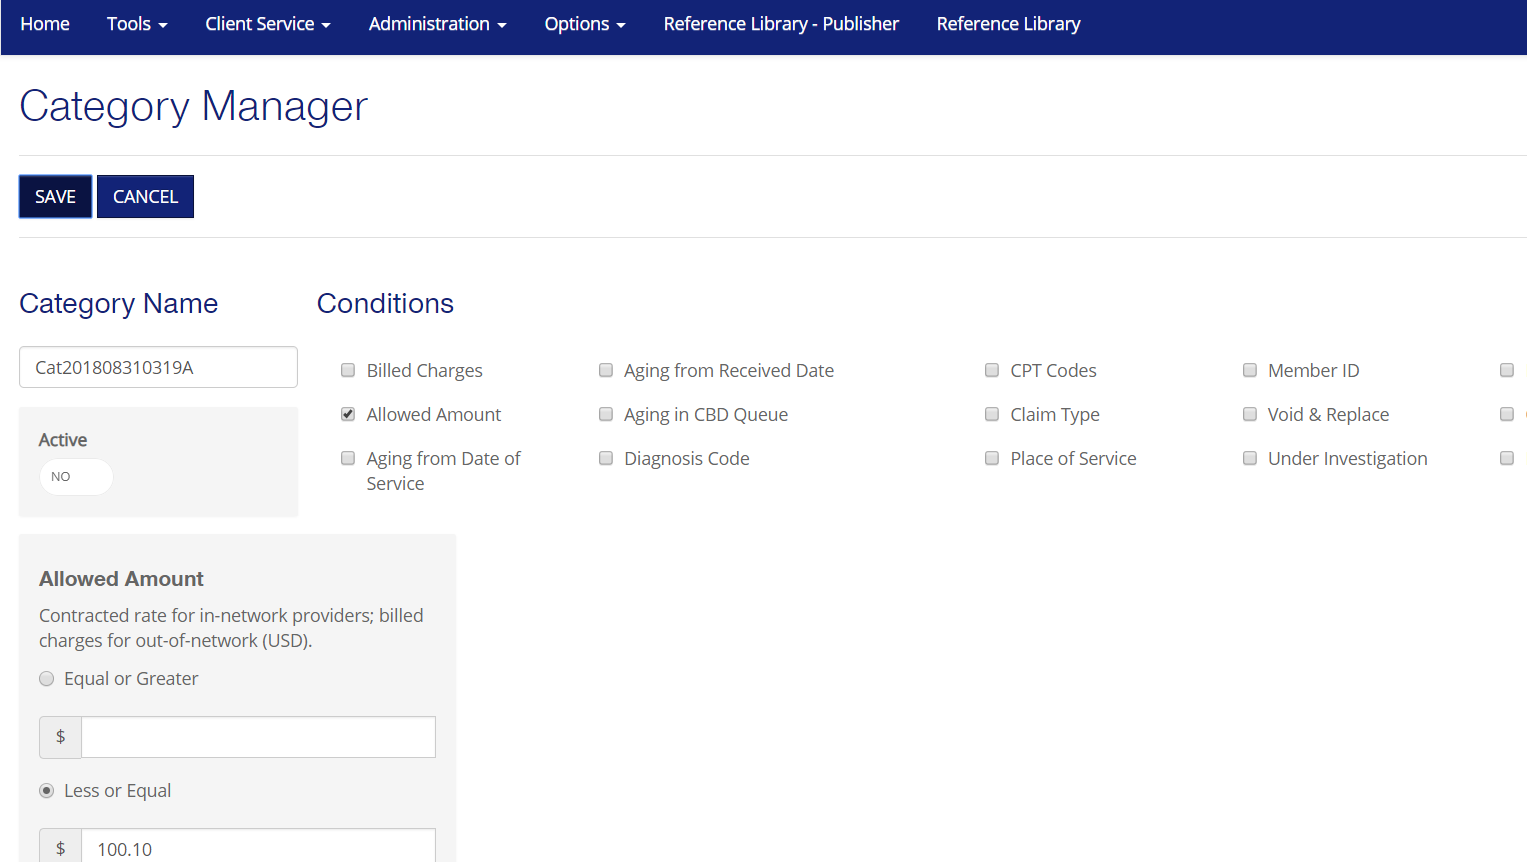 Home Tools Client Service Administration Options Reference Library - Publisher Reference Library
Category Manager
SAVE CANCEL
Category Name Conditions
Cat201808310319A
Billed Charges Aging from Received Date CPT Codes Member ID
Allowed Amount Aging in CBD Queue Claim Type Void & Replace
Aging from Date of Service Diagnosis Code Place of Service Under Investigation
Active
NO
Allowed Amount
Contracted rate for in-network providers; billed
charges for out-of-network (USD).
Equal or Greater
$
Less or Equal
$ 100.10